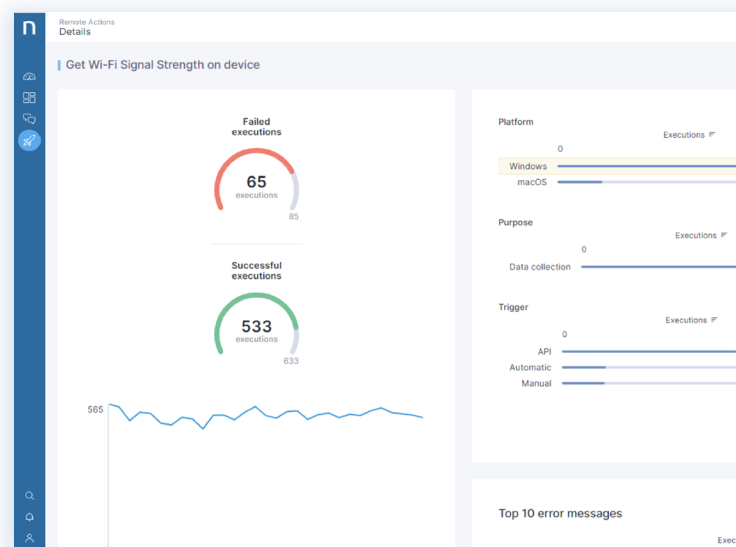 n
Remote Actions
Details
Get Wi-Fi Signal Strength on device
Failed
executions
65
executions
85
Successful
executions
533
executions
633
565
Platform
Executions
0
Windows
macOS
Purpose
Executions
0
Data collection
Trigger
Executions
0
API
Automatic
Manual
Top 10 error messages
Exec